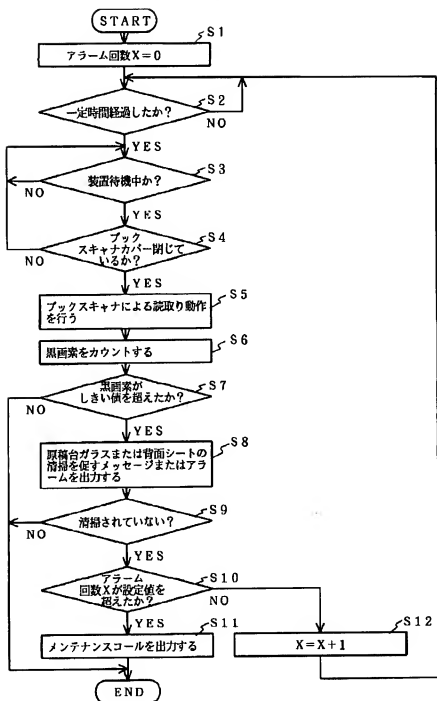 START
S1
アラーム回数X=0
S2
一定時間経過したか?
NO
YES
S3
装置待機中か?
NO
YES
S4
ブック
スキャナカバー閉じて
いるか?
NO
YES
S5
ブックスキャナによる読取り動作
を行う
S6
黒画素をカウントする
S7
黒画素が
しきい値を超えたか?
NO
YES
S8
原稿台ガラスまたは背面シートの
清掃を促すメッセージまたはアラ
ームを出力する
S9
清掃されていない?
NO
YES
S10
アラーム
回数Xが設定値を
超えたか?
NO
YES
S11
メンテナンスコールを出力する
S12
X=X+1
END